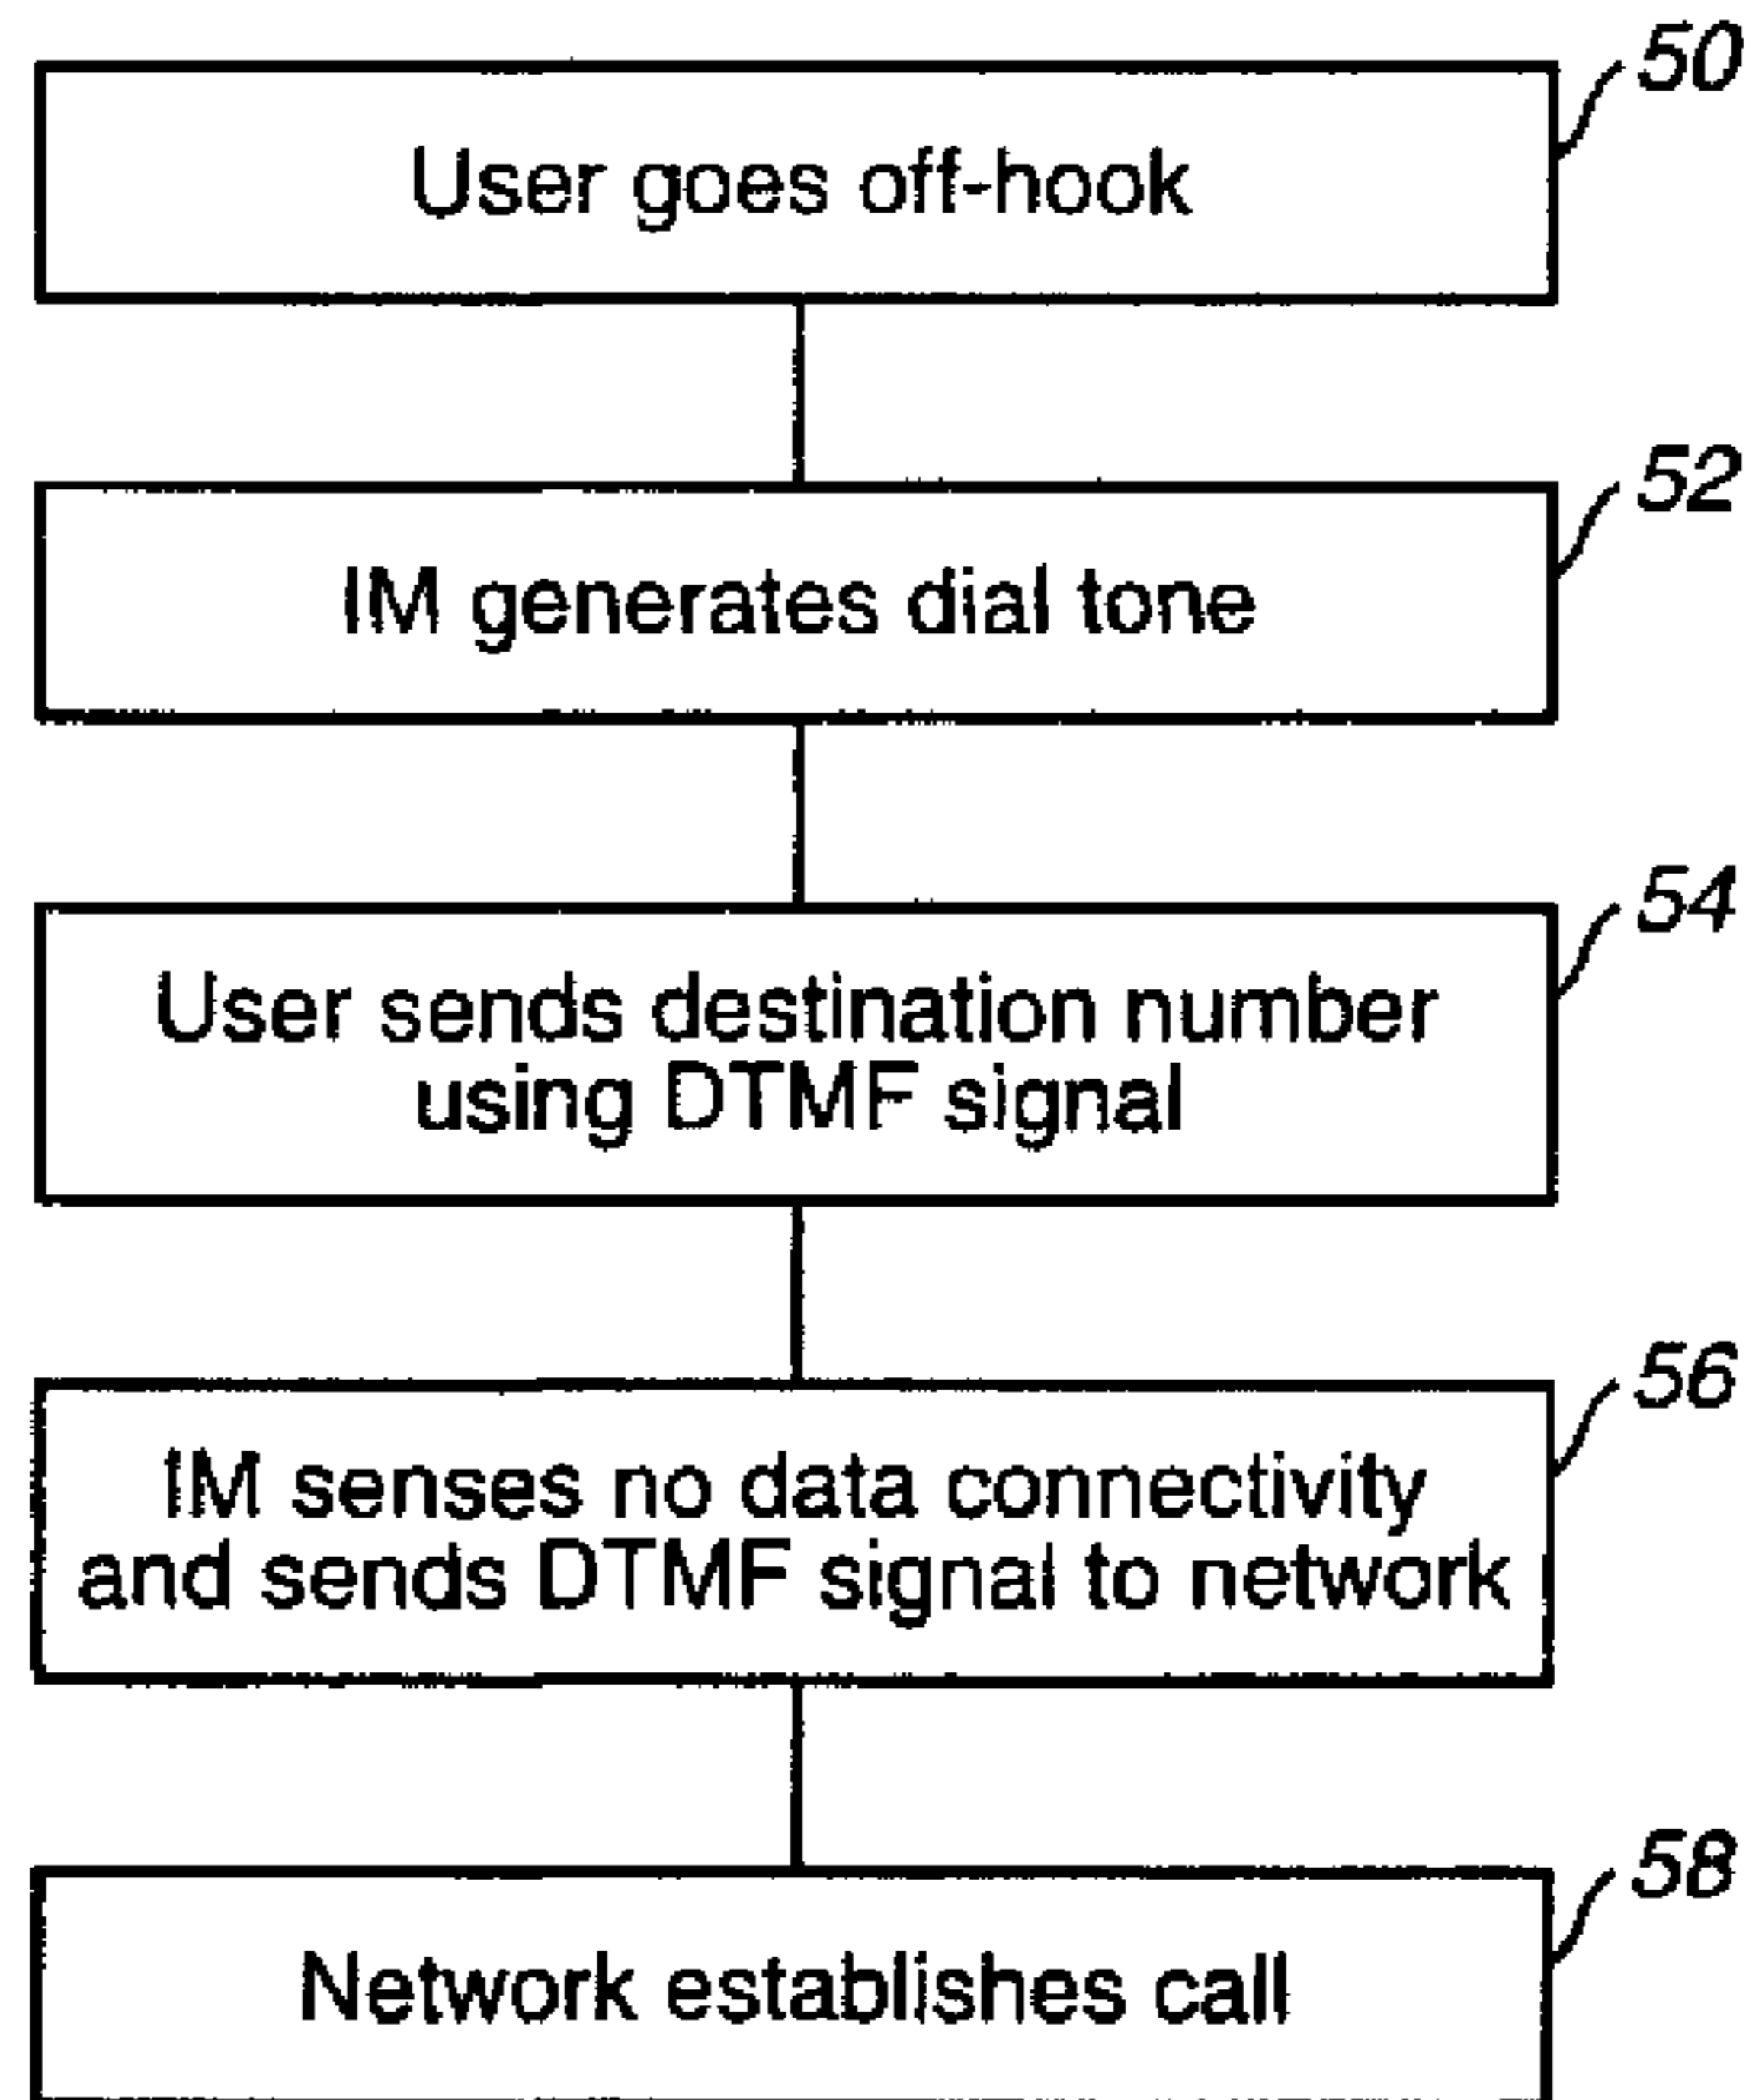 50
User goes off-hook
52
IM generates dial tone
54
User sends destination number
using DTMF signal
56
IM senses no data connectivity
and sends DTMF signal to network
58
Network establishes call